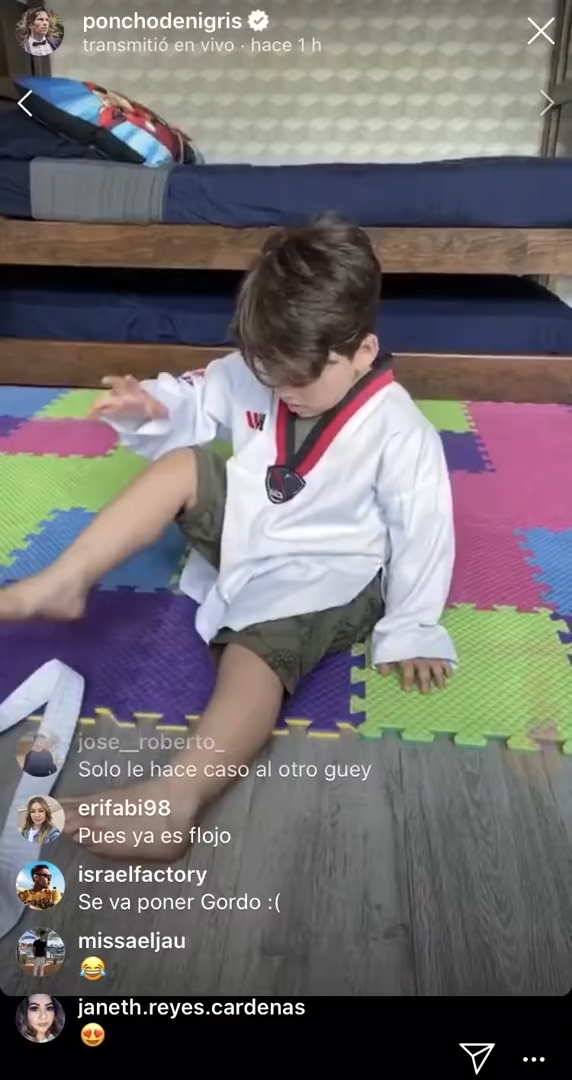 ponchodenigris
transmitió en vivo · hace 1 h
jose__roberto_
Solo le hace caso al otro guey
erifabi98
Pues ya es flojo
israelfactory
Se va poner Gordo :(
missaeljau
😂
janeth.reyes.cardenas
😍